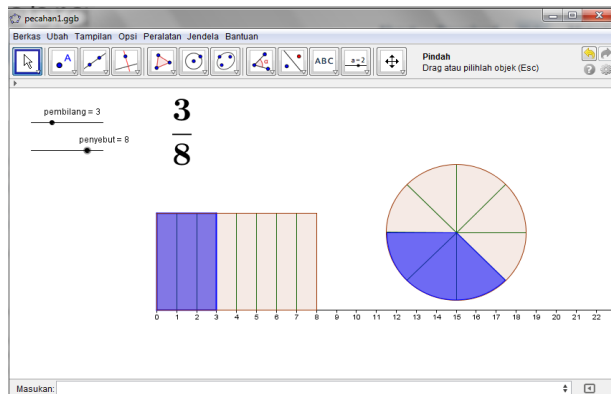 pecahan1.ggb
Berkas Ubah Tampilan Opsi Peralatan Jendela Bantuan
A ABC a=2 Pindah
Drag atau pilihlah objek (Esc)
pembilang = 3
penyebut = 8
3
8
0 1 2 3 4 5 6 7 8 9 10 11 12 13 14 15 16 17 18 19 20 21 22
Masukan: